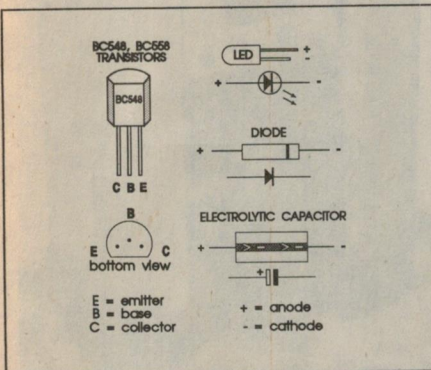 BC548, BC558
TRANSISTORS
BC548
C B E
B
E C
bottom view
E = emitter
B = base
C = collector
LED
+
-
+ -
DIODE
+ -
ELECTROLYTIC CAPACITOR
+ -
+
+ = anode
- = cathode